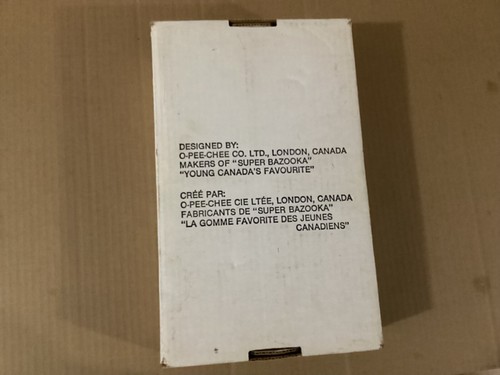 DESIGNED BY:
O-PEE-CHEE CO. LTD., LONDON, CANADA
MAKERS OF "SUPER BAZOOKA"
"YOUNG CANADA'S FAVOURITE"
CRÉÉ PAR:
O-PEE-CHEE CIE LTÉE, LONDON, CANADA
FABRICANTS DE "SUPER BAZOOKA"
"LA GOMME FAVORITE DES JEUNES
CANADIENS"